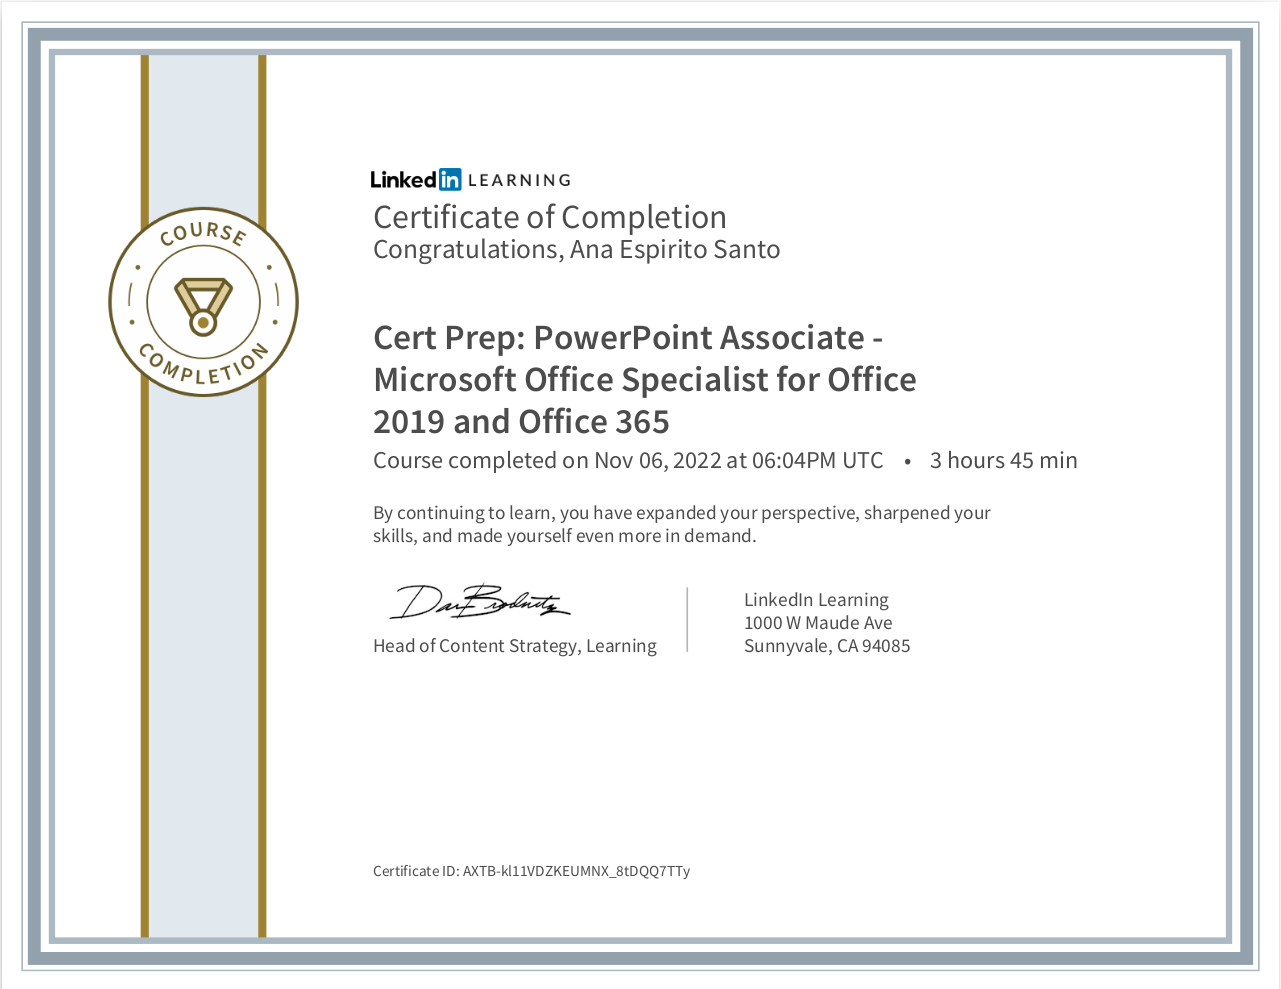 COURSE
COMPLETION
Linkedin LEARNING
Certificate of Completion
Congratulations, Ana Espirito Santo
Cert Prep: PowerPoint Associate -
Microsoft Office Specialist for Office
2019 and Office 365
Course completed on Nov 06, 2022 at 06:04PM UTC • 3 hours 45 min
By continuing to learn, you have expanded your perspective, sharpened your
skills, and made yourself even more in demand.
Dan Brodnitz
Head of Content Strategy, Learning
LinkedIn Learning
1000 W Maude Ave
Sunnyvale, CA 94085
Certificate ID: AXTB-kl11VDZKEUMNX_8tDQQ7TTy